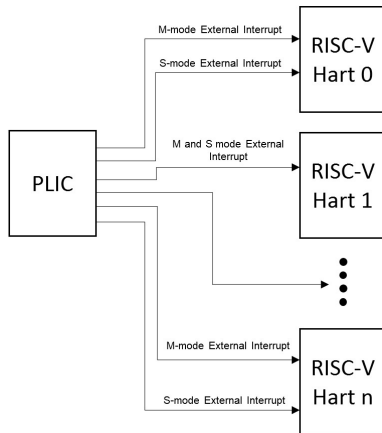 M-mode External Interrupt
RISC-V
Hart 0
S-mode External Interrupt
PLIC
M and S mode External
Interrupt
RISC-V
Hart 1
M-mode External Interrupt
RISC-V
Hart n
S-mode External Interrupt